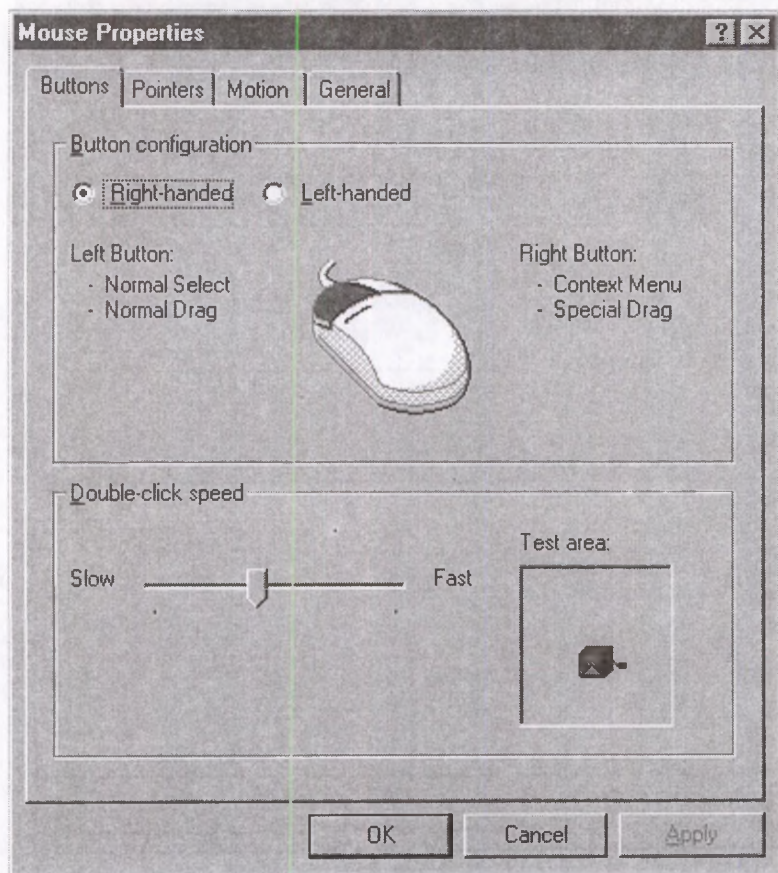 Mouse Properties
Buttons Pointers Motion General
Button configuration
Right-handed Left-handed
Left Button:
- Normal Select
- Normal Drag
Right Button:
- Context Menu
- Special Drag
Double-click speed
Slow Fast
Test area:
OK Cancel Apply